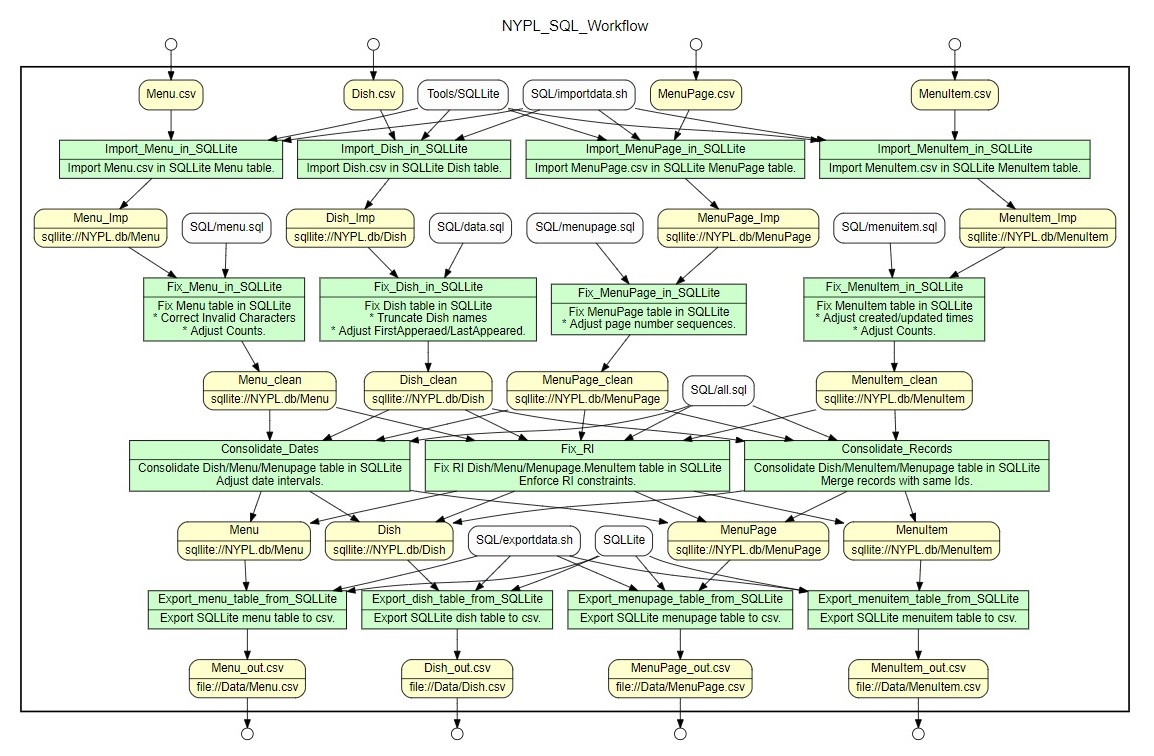 NYPL_SQL_Workflow
Menu.csv
Dish.csv
Tools/SQLLite
SQL/importdata.sh
MenuPage.csv
MenuItem.csv
Import_Menu_in_SQLLite
Import Menu.csv in SQLLite Menu table.
Import_Dish_in_SQLLite
Import Dish.csv in SQLLite Dish table.
Import_MenuPage_in_SQLLite
Import MenuPage.csv in SQLLite MenuPage table.
Import_MenuItem_in_SQLLite
Import MenuItem.csv in SQLLite MenuItem table.
Menu_Imp
sqllite://NYPL.db/Menu
SQL/menu.sql
Dish_Imp
sqllite://NYPL.db/Dish
SQL/data.sql
SQL/menupage.sql
MenuPage_Imp
sqllite://NYPL.db/MenuPage
SQL/menuitem.sql
MenuItem_Imp
sqllite://NYPL.db/MenuItem
Fix_Menu_in_SQLLite
Fix Menu table in SQLLite
* Correct Invalid Characters
* Adjust Counts.
Fix_Dish_in_SQLLite
Fix Dish table in SQLLite
* Truncate Dish names
* Adjust FirstApperaed/LastAppeared.
Fix_MenuPage_in_SQLLite
Fix MenuPage table in SQLLite
* Adjust page number sequences.
Fix_MenuItem_in_SQLLite
Fix MenuItem table in SQLLite
* Adjust created/updated times
* Adjust Counts.
Menu_clean
sqllite://NYPL.db/Menu
Dish_clean
sqllite://NYPL.db/Dish
MenuPage_clean
sqllite://NYPL.db/MenuPage
SQL/all.sql
MenuItem_clean
sqllite://NYPL.db/MenuItem
Consolidate_Dates
Consolidate Dish/Menu/Menupage table in SQLLite
Adjust date intervals.
Fix_RI
Fix RI Dish/Menu/Menupage.MenuItem table in SQLLite
Enforce RI constraints.
Consolidate_Records
Consolidate Dish/MenuItem/Menupage table in SQLLite
Merge records with same Ids.
Menu
sqllite://NYPL.db/Menu
Dish
sqllite://NYPL.db/Dish
SQL/exportdata.sh
SQLLite
MenuPage
sqllite://NYPL.db/MenuPage
MenuItem
sqllite://NYPL.db/MenuItem
Export_menu_table_from_SQLLite
Export SQLLite menu table to csv.
Export_dish_table_from_SQLLite
Export SQLLite dish table to csv.
Export_menupage_table_from_SQLLite
Export SQLLite menupage table to csv.
Export_menuitem_table_from_SQLLite
Export SQLLite menuitem table to csv.
Menu_out.csv
file://Data/Menu.csv
Dish_out.csv
file://Data/Dish.csv
MenuPage_out.csv
file://Data/MenuPage.csv
MenuItem_out.csv
file://Data/MenuItem.csv